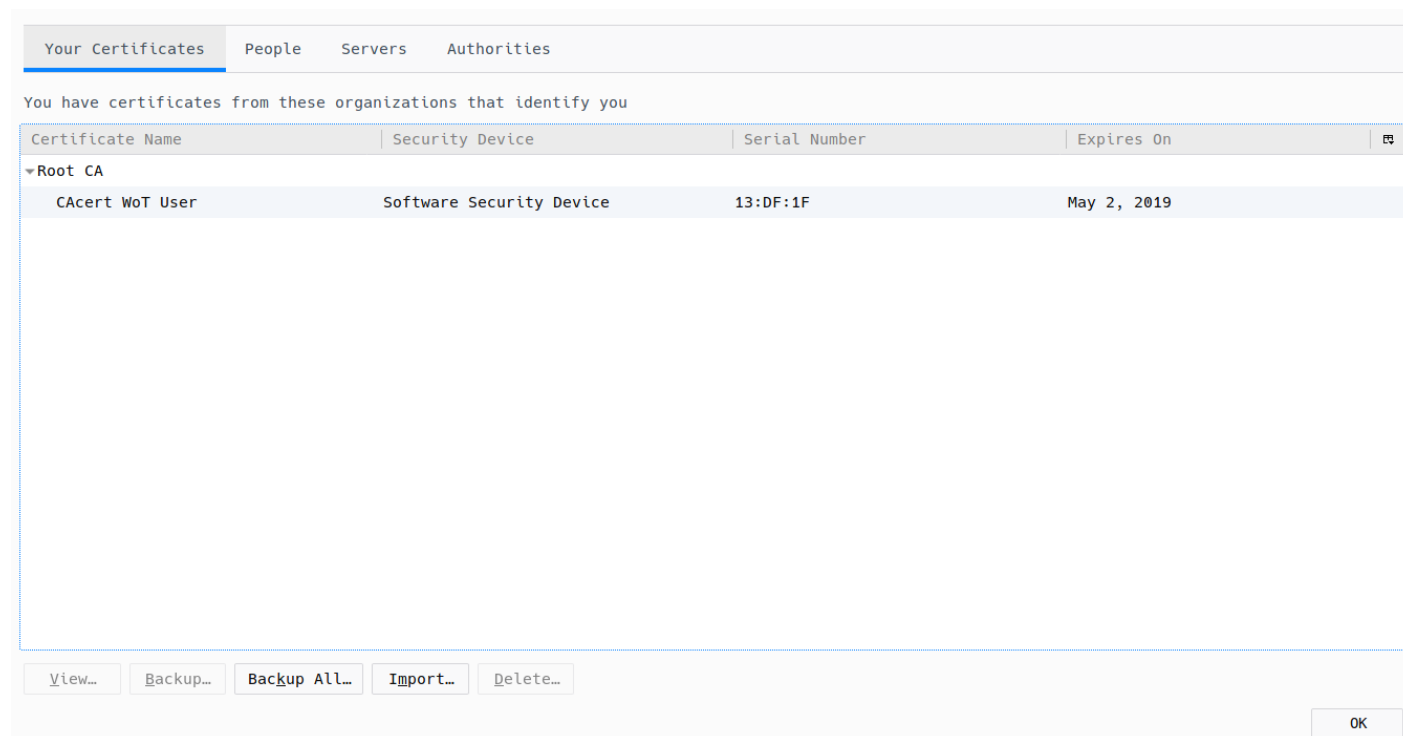 Your Certificates People Servers Authorities
You have certificates from these organizations that identify you
Certificate Name Security Device Serial Number Expires On
Root CA
CAcert WoT User Software Security Device 13:DF:1F May 2, 2019
View… Backup… Backup All… Import… Delete…
OK